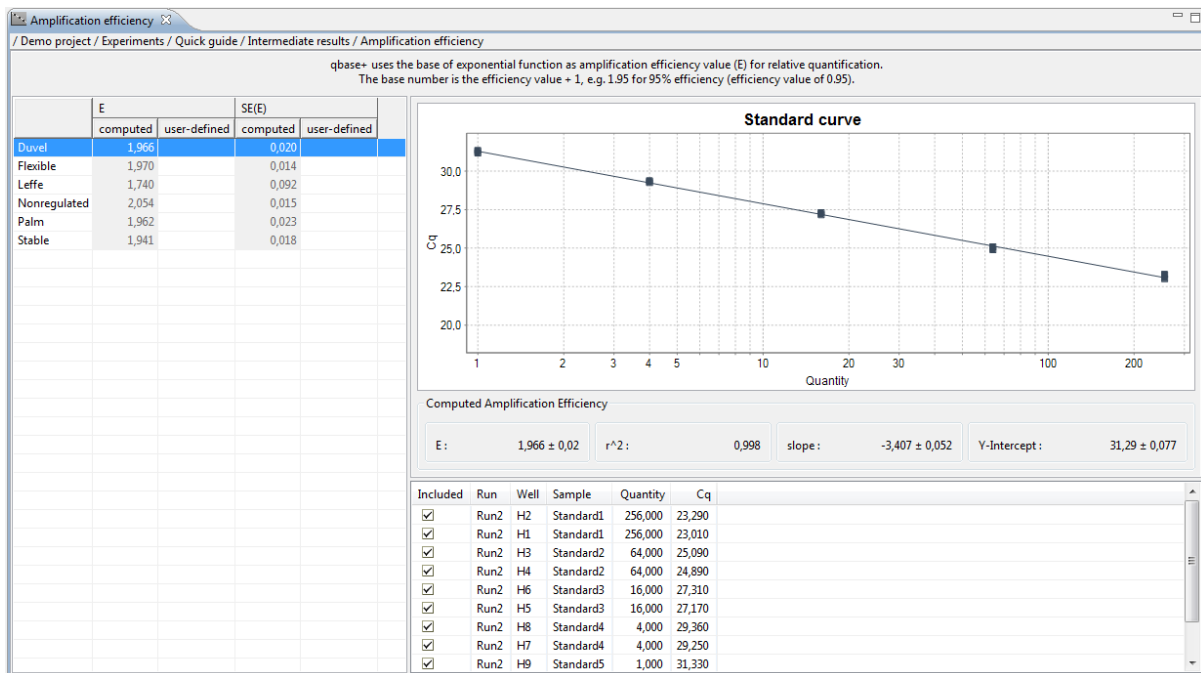 Amplification efficiency
/ Demo project / Experiments / Quick guide / Intermediate results / Amplification efficiency
qbase+ uses the base of exponential function as amplification efficiency value (E) for relative quantification.
The base number is the efficiency value + 1, e.g. 1.95 for 95% efficiency (efficiency value of 0.95).
E SE(E)
computed user-defined computed user-defined
Duvel 1,966 0,020
Flexible 1,970 0,014
Leffe 1,740 0,092
Nonregulated 2,054 0,015
Palm 1,962 0,023
Stable 1,941 0,018
Standard curve
Cq
30,0
27,5
25,0
22,5
20,0
1 2 3 4 5 10 20 30 100 200
Quantity
Computed Amplification Efficiency
E : 1,966 ± 0,02 r^2 : 0,998 slope : -3,407 ± 0,052 Y-Intercept : 31,29 ± 0,077
Included Run Well Sample Quantity Cq
Run2 H2 Standard1 256,000 23,290
Run2 H1 Standard1 256,000 23,010
Run2 H3 Standard2 64,000 25,090
Run2 H4 Standard2 64,000 24,890
Run2 H6 Standard3 16,000 27,310
Run2 H5 Standard3 16,000 27,170
Run2 H8 Standard4 4,000 29,360
Run2 H7 Standard4 4,000 29,250
Run2 H9 Standard5 1,000 31,330